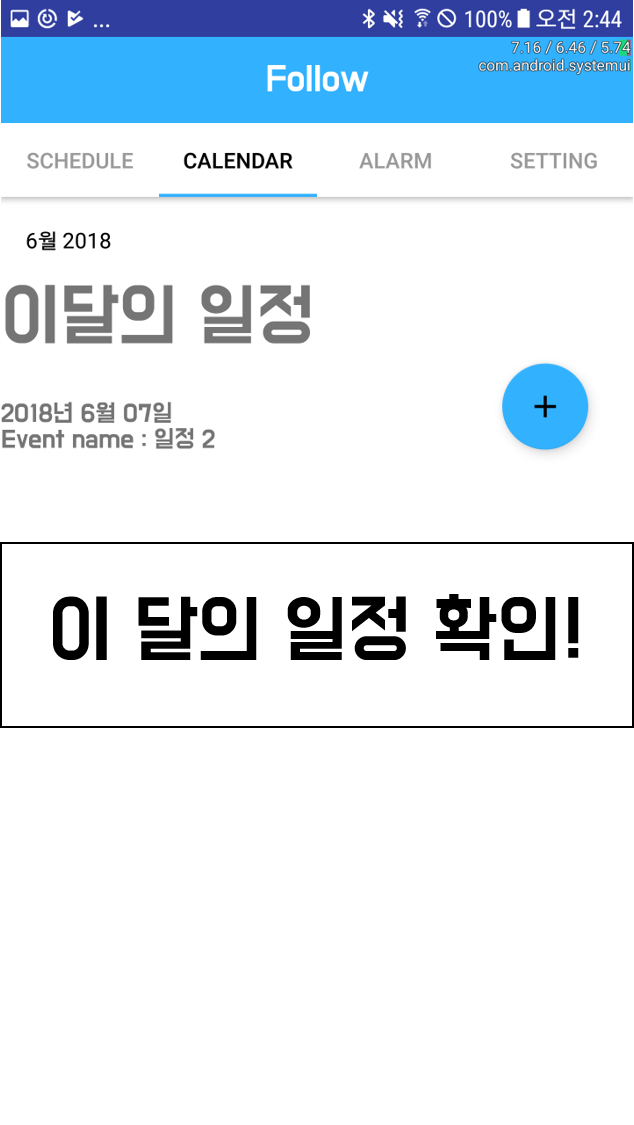 ... 100% 오전 2:44
7.16 / 6.46 / 5.74
com.android.systemui
Follow
SCHEDULE CALENDAR ALARM SETTING
6월 2018
이달의 일정
2018년 6월 07일
Event name : 일정 2
+
이 달의 일정 확인!